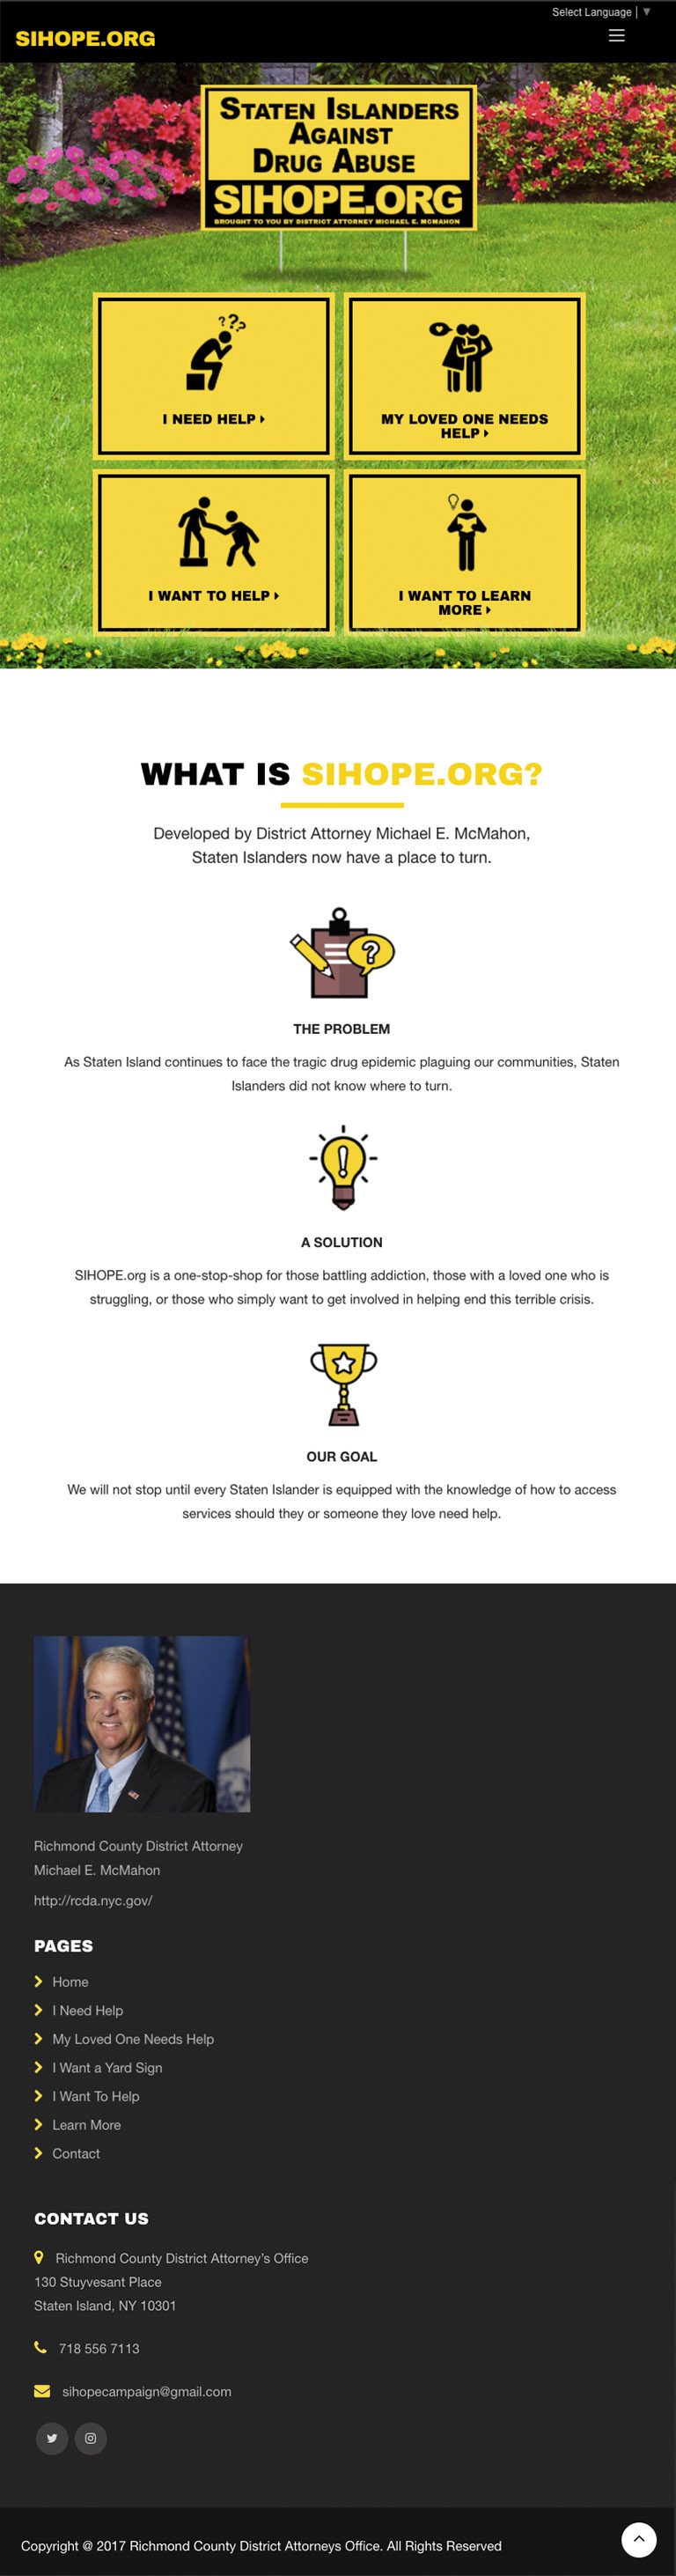 Select Language | ▼
SIHOPE.ORG
STATEN ISLANDERS
AGAINST
DRUG ABUSE
SIHOPE.ORG
BROUGHT TO YOU BY DISTRICT ATTORNEY MICHAEL E. MCMAHON
???
I NEED HELP
MY LOVED ONE NEEDS
HELP
I WANT TO HELP
I WANT TO LEARN
MORE
WHAT IS SIHOPE.ORG?
Developed by District Attorney Michael E. McMahon,
Staten Islanders now have a place to turn.
?
THE PROBLEM
As Staten Island continues to face the tragic drug epidemic plaguing our communities, Staten
Islanders did not know where to turn.
!
A SOLUTION
SIHOPE.org is a one-stop-shop for those battling addiction, those with a loved one who is
struggling, or those who simply want to get involved in helping end this terrible crisis.
OUR GOAL
We will not stop until every Staten Islander is equipped with the knowledge of how to access
services should they or someone they love need help.
Richmond County District Attorney
Michael E. McMahon
http://rcda.nyc.gov/
PAGES
Home
I Need Help
My Loved One Needs Help
I Want a Yard Sign
I Want To Help
Learn More
Contact
CONTACT US
Richmond County District Attorney's Office
130 Stuyvesant Place
Staten Island, NY 10301
718 556 7113
sihopecampaign@gmail.com
Copyright @ 2017 Richmond County District Attorneys Office. All Rights Reserved